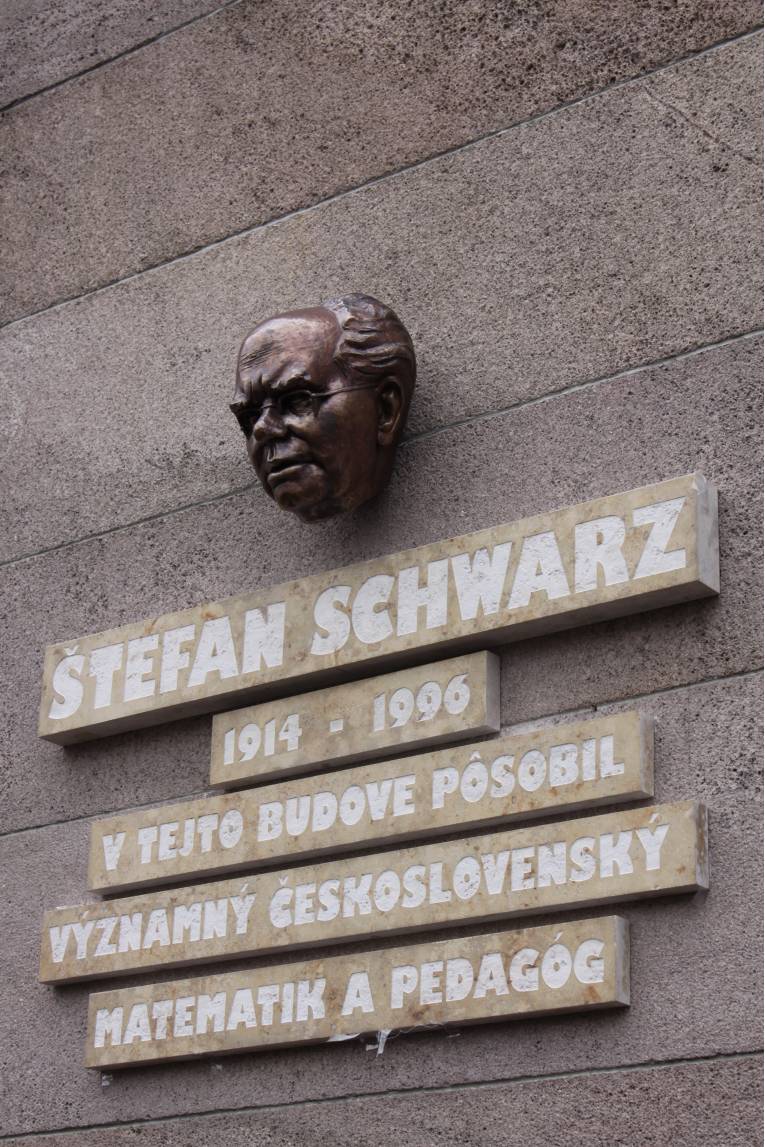 ŠTEFAN SCHWARZ
1914 - 1996
V TEJTO BUDOVE PÔSOBIL
VÝZNAMNÝ ČESKOSLOVENSKÝ
MATEMATIK A PEDAGÓG